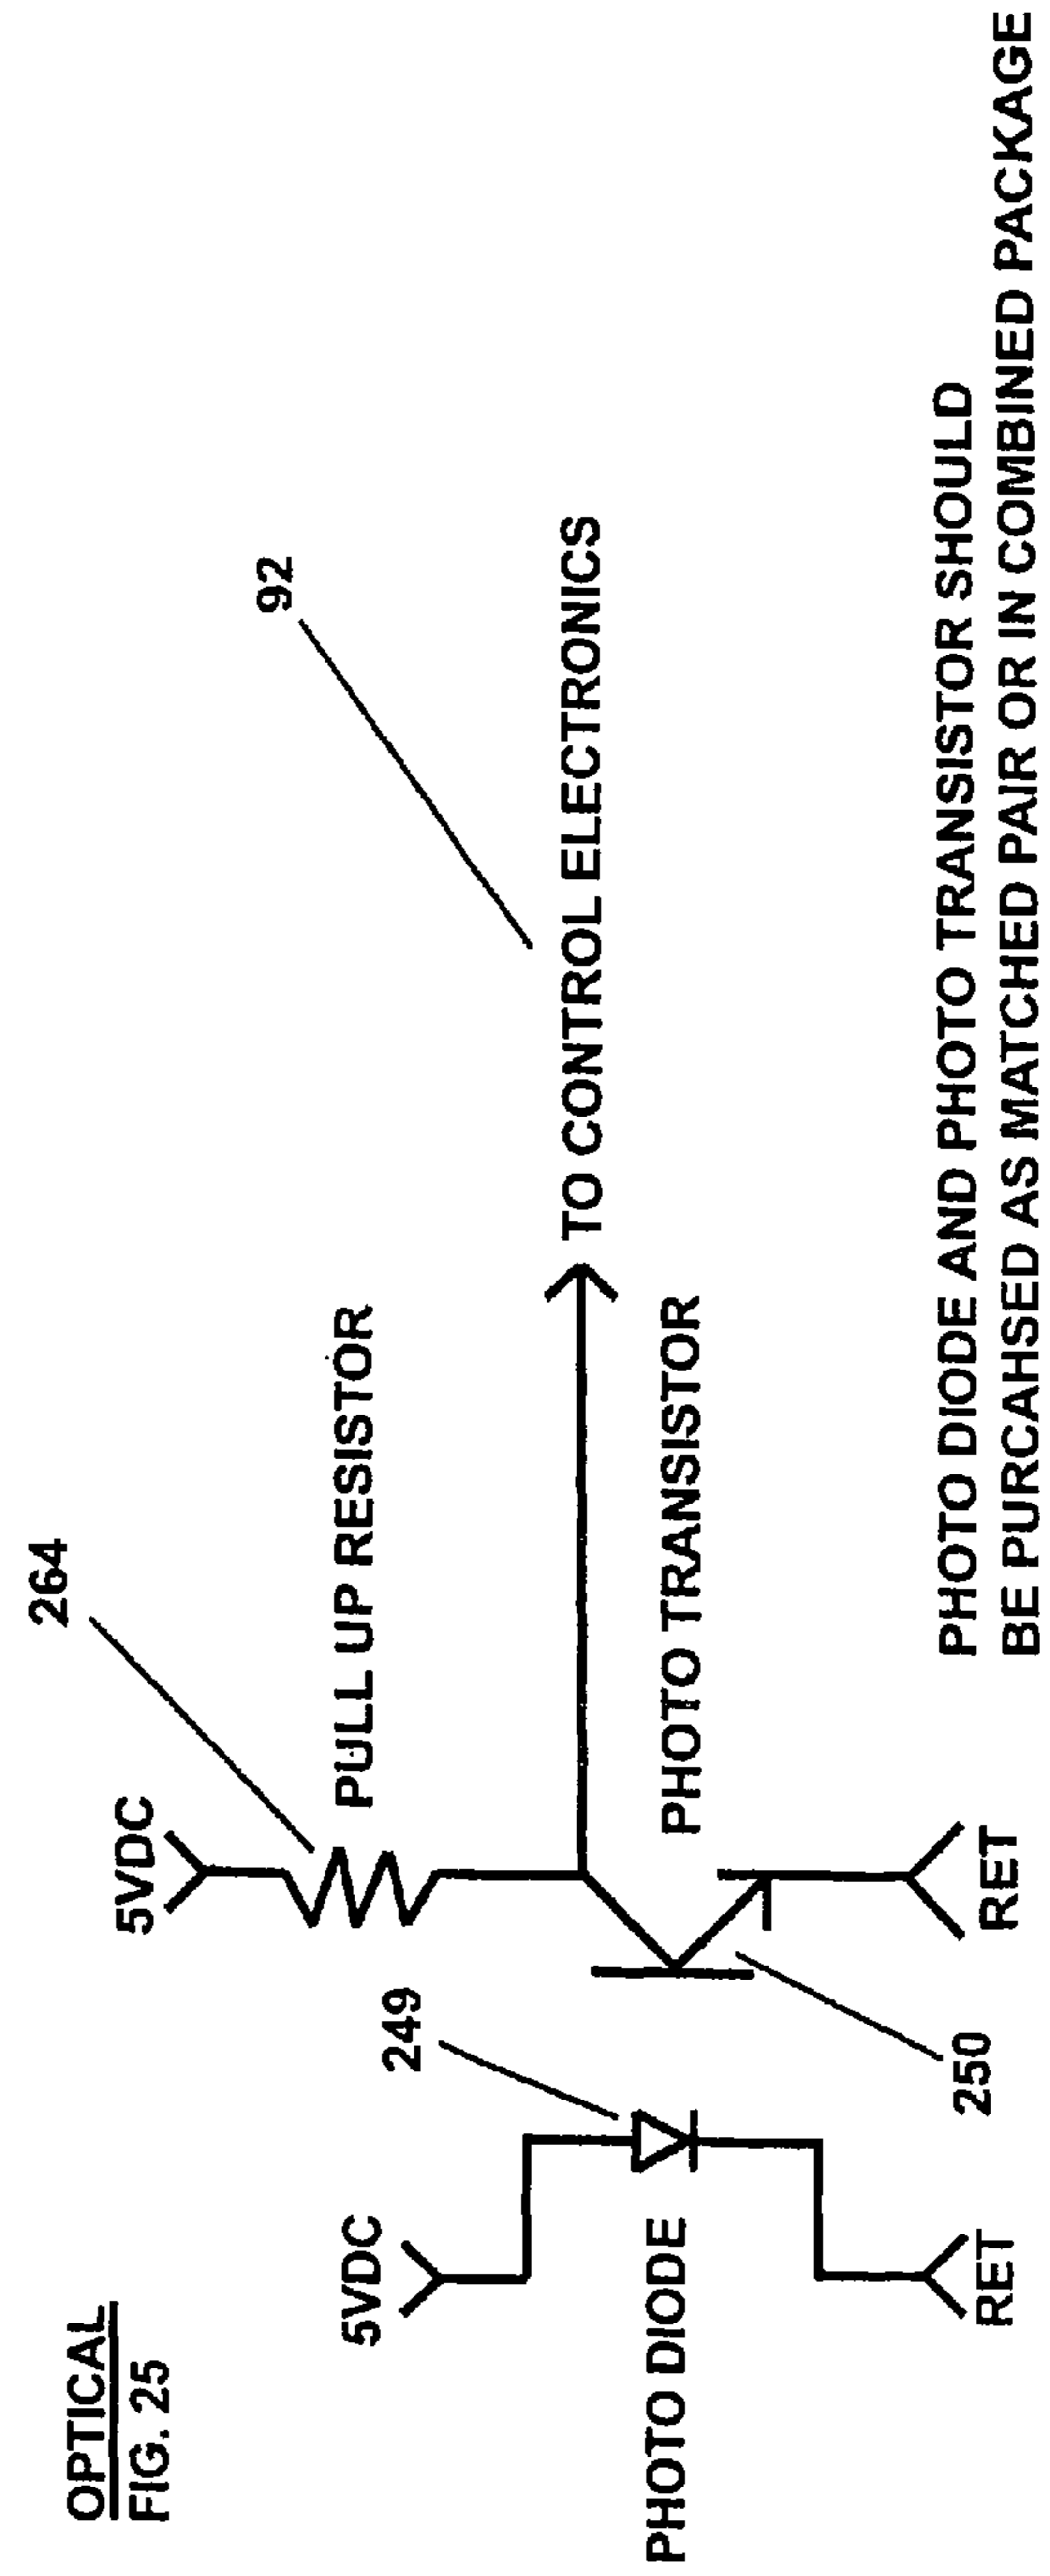 OPTICAL
FIG. 25
264
5VDC
PULL UP RESISTOR
92
5VDC
249
TO CONTROL ELECTRONICS
PHOTO DIODE
PHOTO TRANSISTOR
250
RET
RET
PHOTO DIODE AND PHOTO TRANSISTOR SHOULD
BE PURCAHSED AS MATCHED PAIR OR IN COMBINED PACKAGE